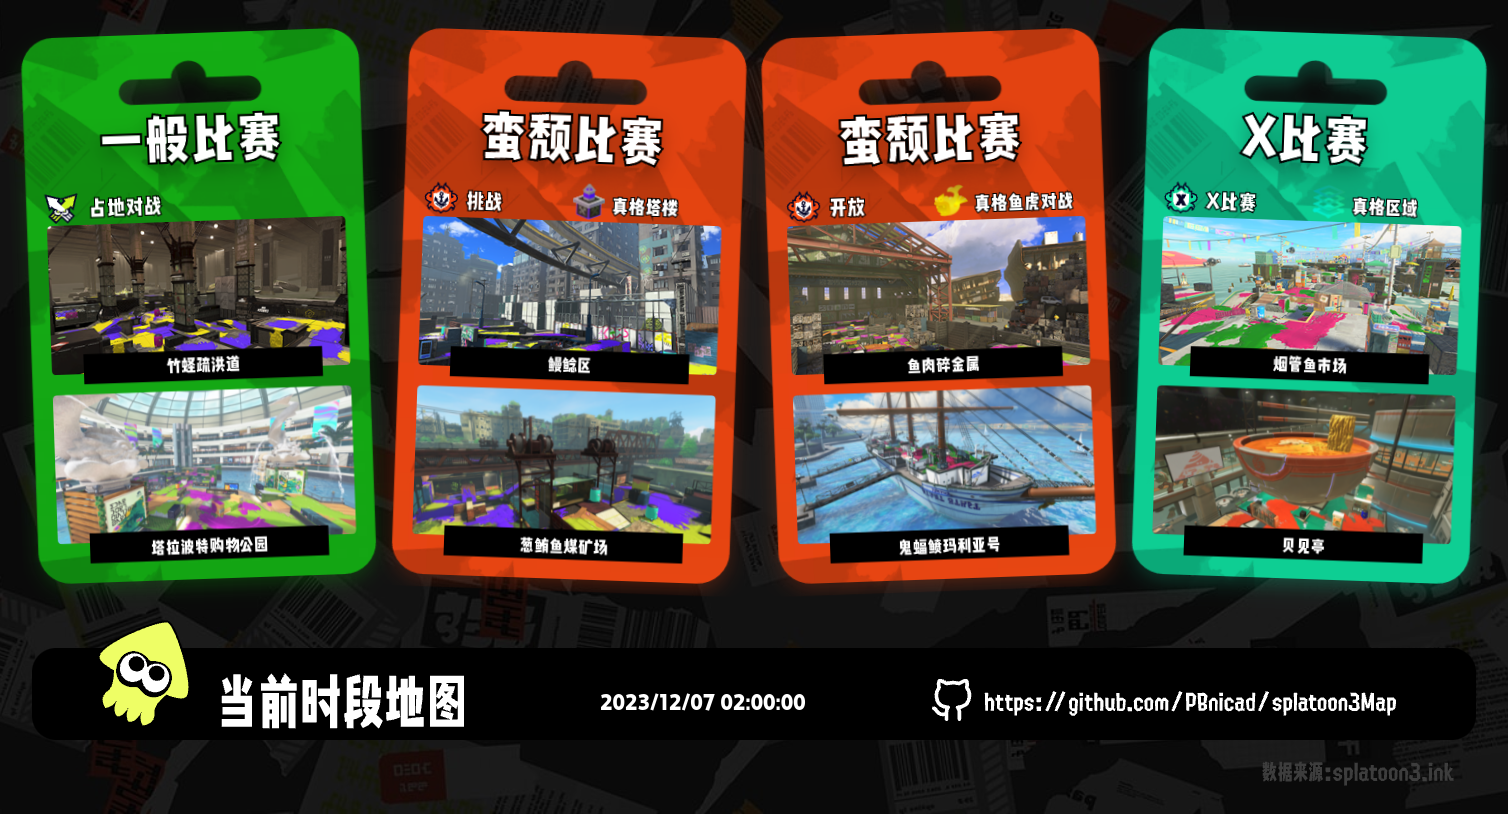 一般比赛
占地对战
竹蛏疏洪道
塔拉波特购物公园
蛮颓比赛
挑战
真格塔楼
鳗鲶区
葱鲔鱼煤矿场
蛮颓比赛
开放
真格鱼虎对战
鱼肉碎金属
鬼蝠鲼玛利亚号
X比赛
X比赛
真格区域
烟管鱼市场
贝见亭
当前时段地图
2023/12/07 02:00:00
https://github.com/PBnicad/splatoon3Map
数据来源:splatoon3.ink